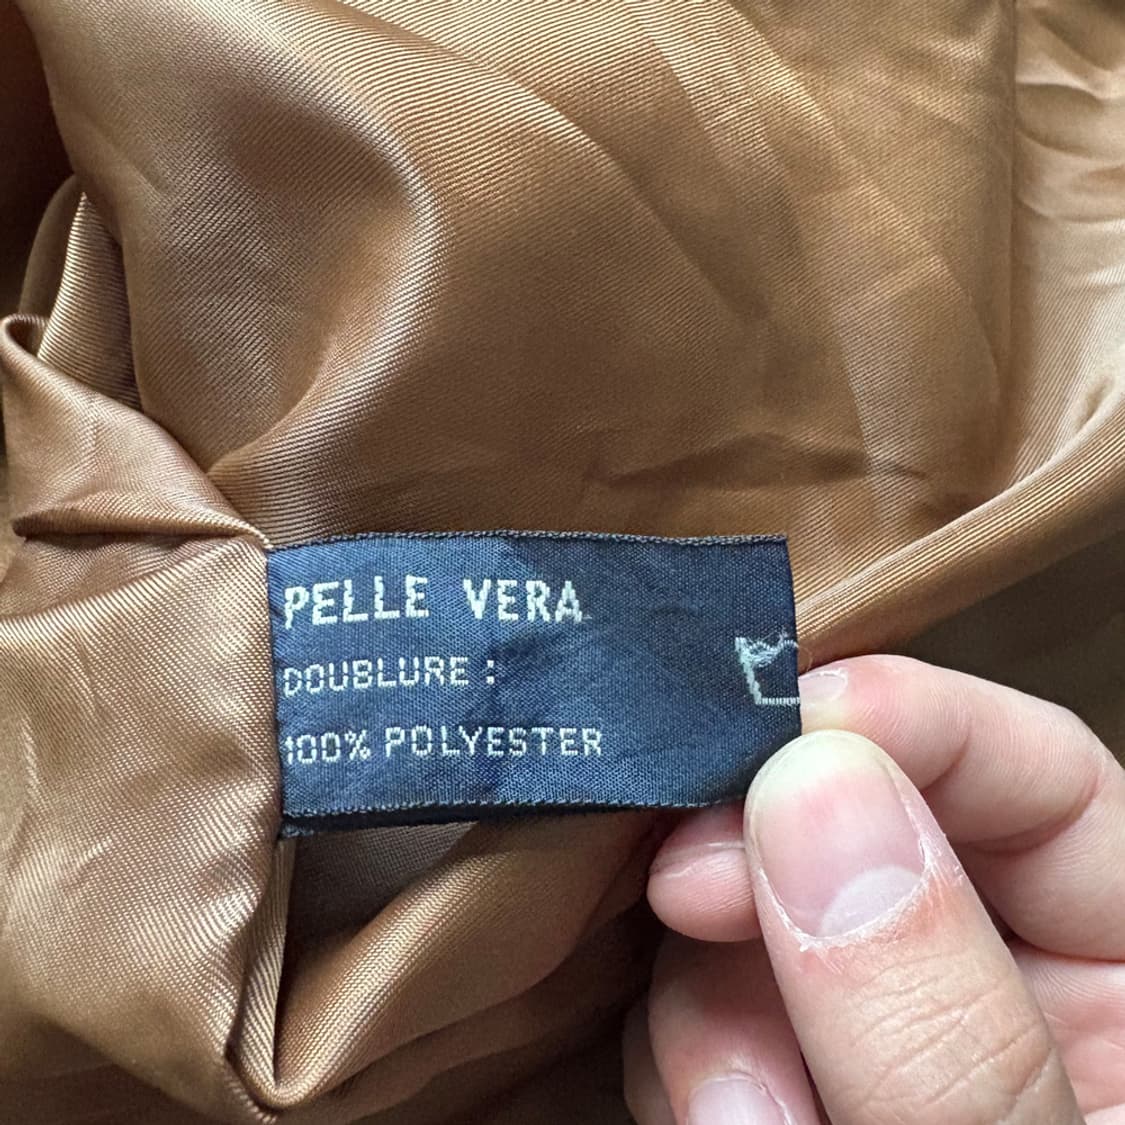 PELLE VERA
DOUBLURE :
100% POLYESTER